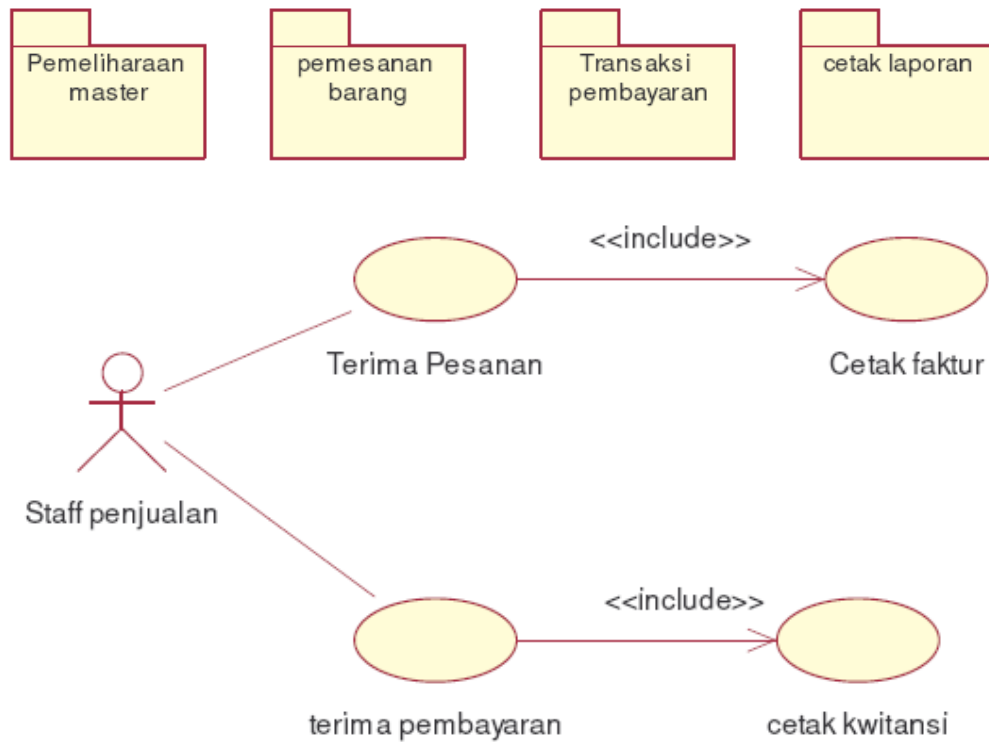 Pemeliharaan
master
pemesanan
barang
Transaksi
pembayaran
cetak laporan
<<include>>
Terima Pesanan
Cetak faktur
Staff penjualan
<<include>>
terima pembayaran
cetak kwitansi